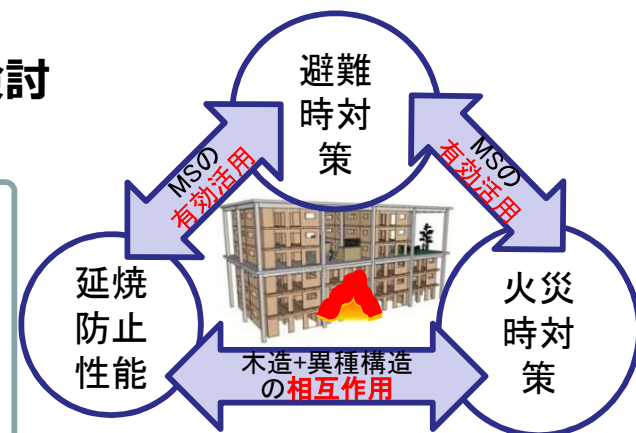 討
避難
時対
策
MSの
有効活用
MSの
有効活用
延焼
防止
性能
火災
時対
策
木造+異種構造
の相互作用